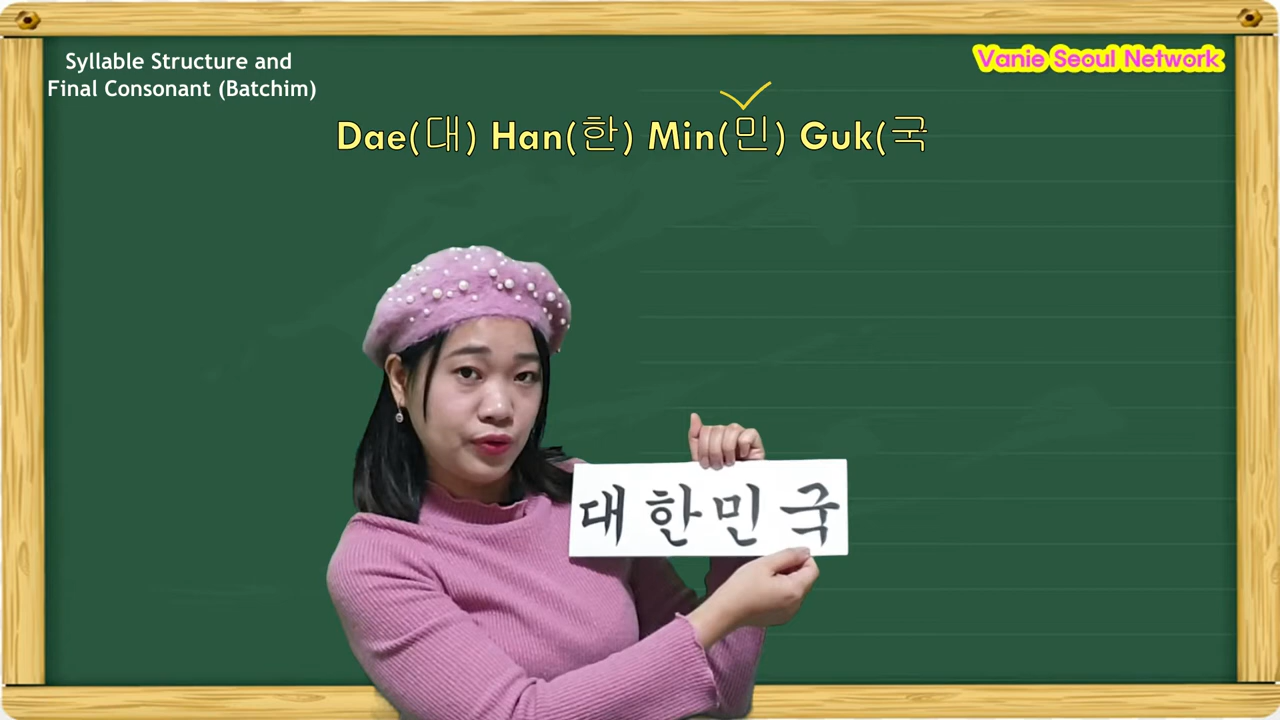 Syllable Structure and
Final Consonant (Batchim)
Vanie Seoul Network
Dae(대) Han(한) Min(민) Guk(국
대한민국